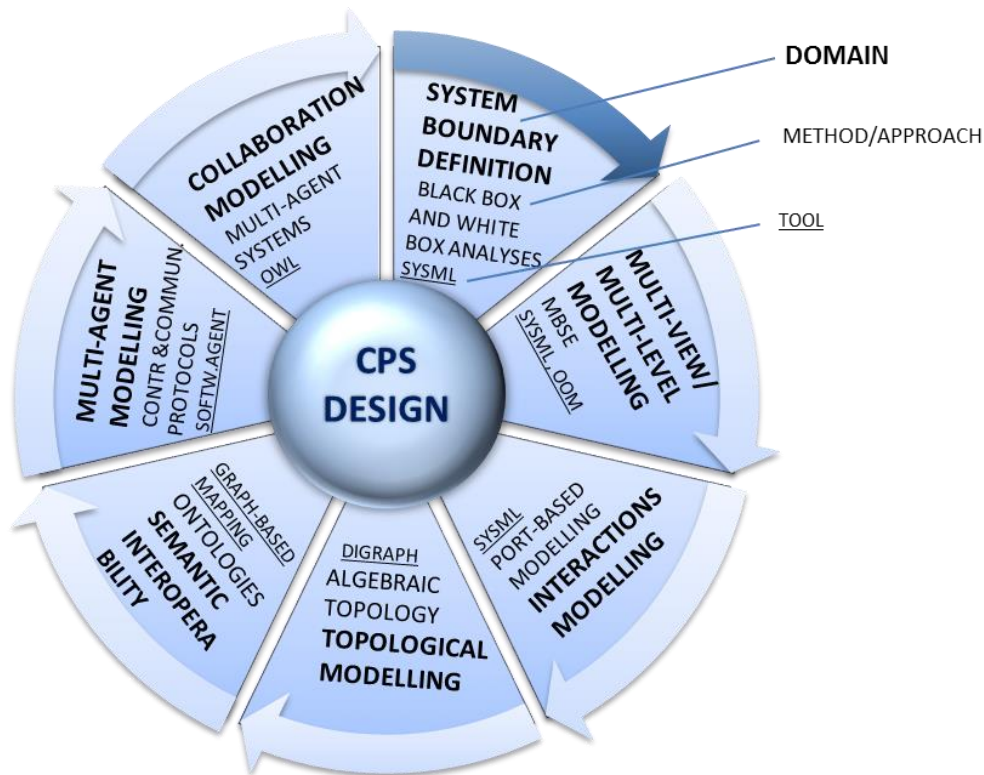 DOMAIN
METHOD/APPROACH
TOOL
SYSTEM
BOUNDARY
DEFINITION
BLACK BOX
AND WHITE
BOX ANALYSES
SYSML
MULTI-VIEW/
MULTI-LEVEL
MODELLING
MBSE
SYSML, OOM
SYSML
PORT-BASED
MODELLING
INTERACTIONS
MODELLING
DIGRAPH
ALGEBRAIC
TOPOLOGY
TOPOLOGICAL
MODELLING
GRAPH-BASED
MAPPING
ONTOLOGIES
SEMANTIC
INTEROPERA
BILITY
MULTI-AGENT
MODELLING
CONTR &COMMUN.
PROTOCOLS
SOFTW.AGENT
COLLABORATION
MODELLING
MULTI-AGENT
SYSTEMS
OWL
CPS
DESIGN